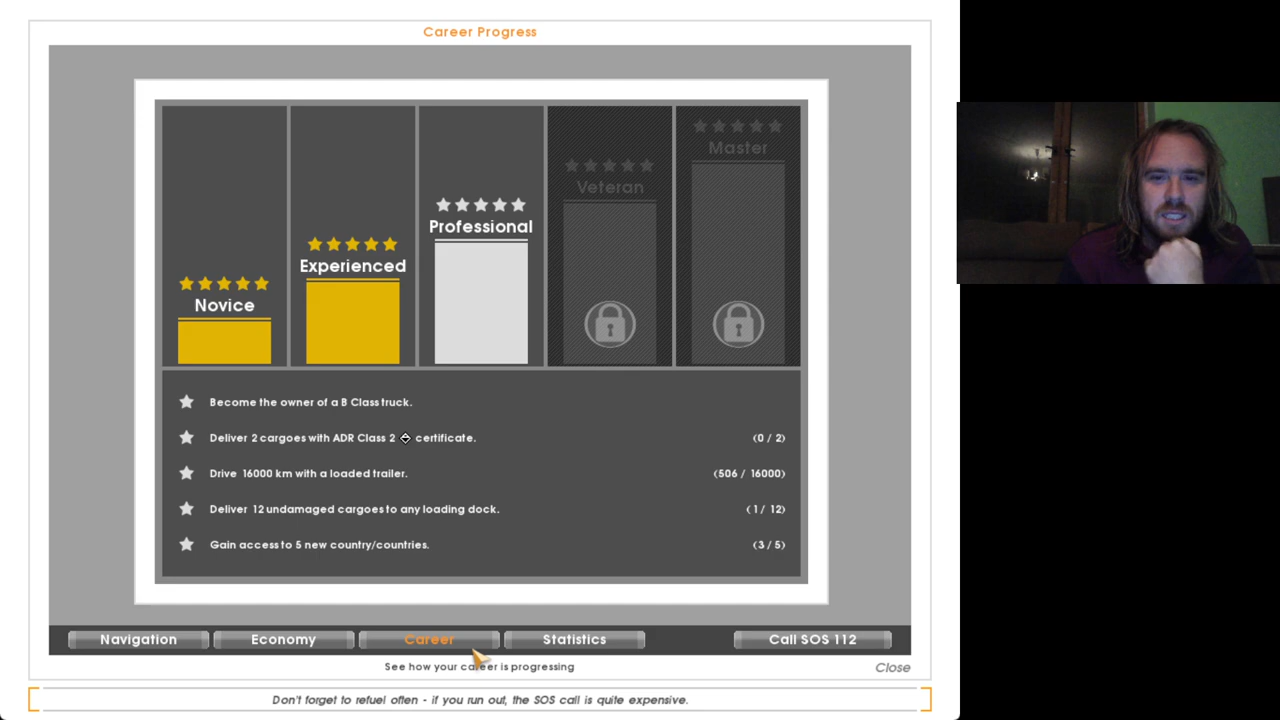 Career Progress
Master
Veteran
Professional
Experienced
Novice
Become the owner of a B Class truck.
Deliver 2 cargoes with ADR Class 2 certificate. (0 / 2)
Drive 16000 km with a loaded trailer. (506 / 16000)
Deliver 12 undamaged cargoes to any loading dock. (1 / 12)
Gain access to 5 new country/countries. (3 / 5)
Navigation Economy Career Statistics Call SOS 112
See how your career is progressing Close
Don't forget to refuel often - if you run out, the SOS call is quite expensive.